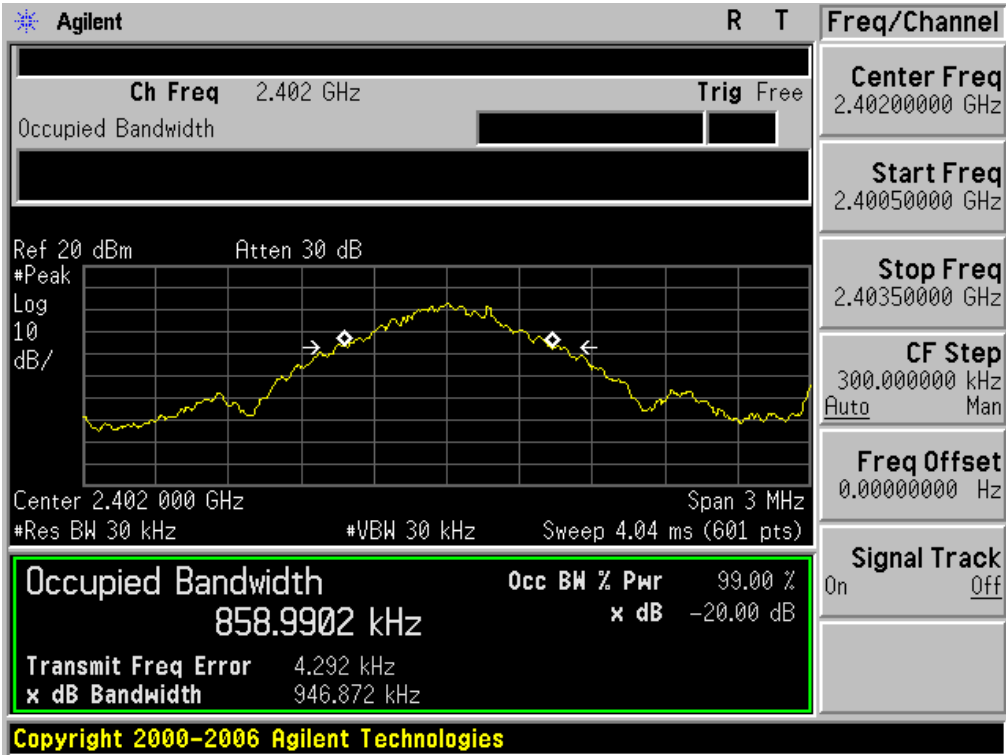 Agilent R T
Ch Freq 2.402 GHz Trig Free
Occupied Bandwidth
Ref 20 dBm Atten 30 dB
#Peak
Log
10
dB/
Center 2.402 000 GHz Span 3 MHz
#Res BW 30 kHz #VBW 30 kHz Sweep 4.04 ms (601 pts)
Occupied Bandwidth
858.9902 kHz
Occ BW % Pwr 99.00 %
x dB -20.00 dB
Transmit Freq Error 4.292 kHz
x dB Bandwidth 946.872 kHz
Copyright 2000-2006 Agilent Technologies
Freq/Channel
Center Freq
2.40200000 GHz
Start Freq
2.40050000 GHz
Stop Freq
2.40350000 GHz
CF Step
300.000000 kHz
Auto Man
Freq Offset
0.00000000 Hz
Signal Track
On Off